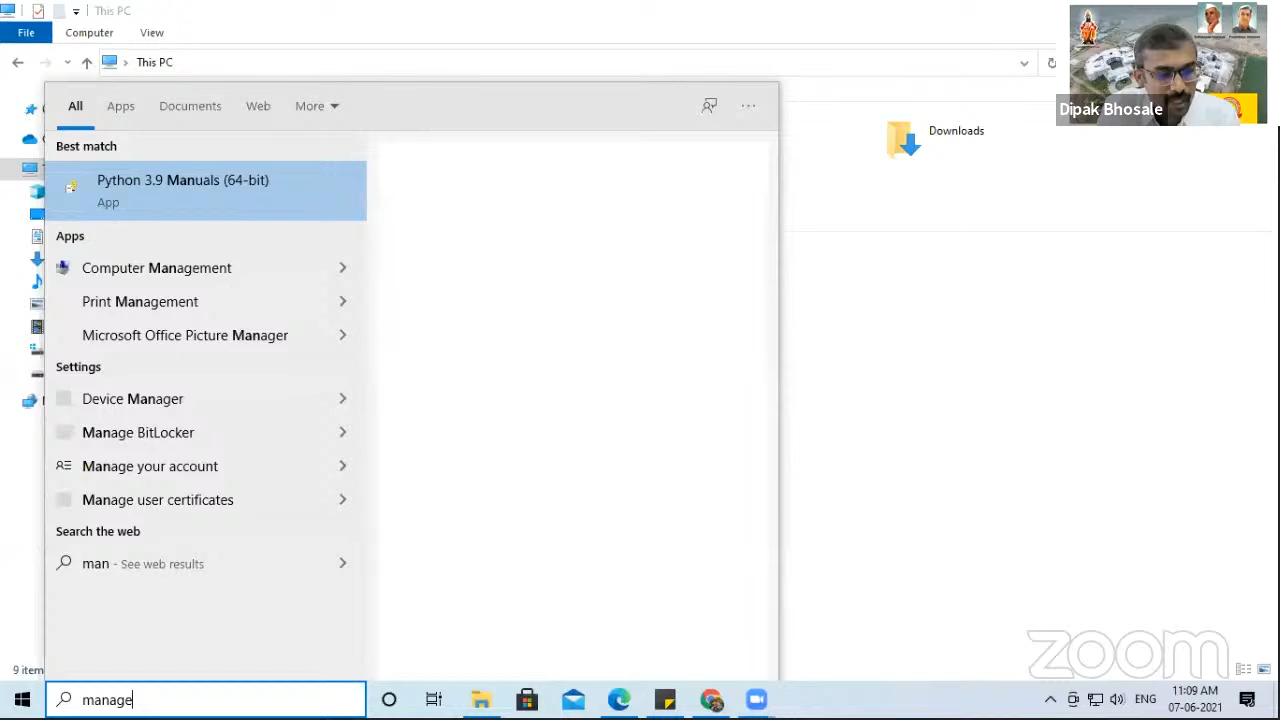 This PC
File
Computer
View
This PC
Dipak Bhosale
All
Apps
Documents
Web
More
Downloads
Best match
Python 3.9 Manuals (64-bit)
App
Apps
Computer Management
Print Management
Microsoft Office Picture Manager
Settings
Device Manager
Manage BitLocker
Manage your account
Manage user certificates
Search the web
man - See web results
zoom
9 item
manage
ENG
11:09 AM
07-06-2021